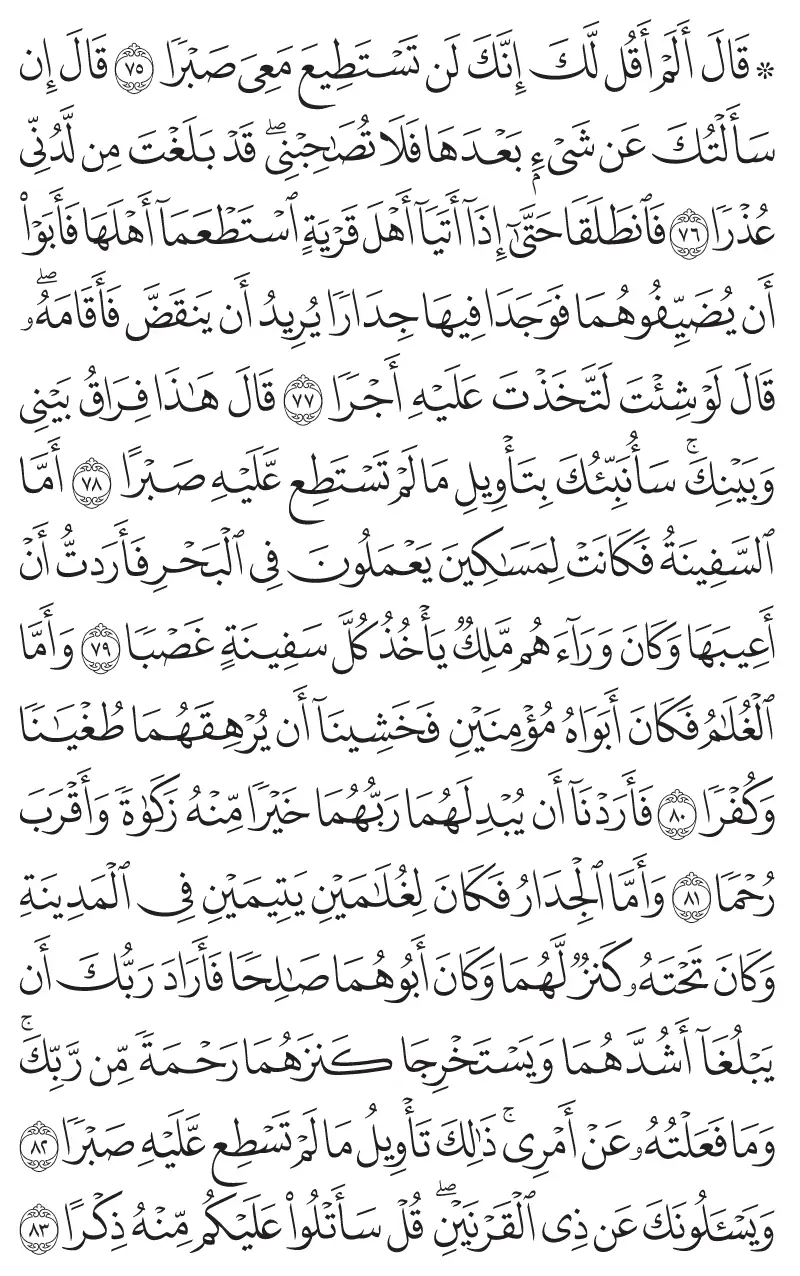 ۞ قَالَ أَلَمْ أَقُل لَّكَ إِنَّكَ لَن تَسْتَطِيعَ مَعِىَ صَبْرًا ٧٥ قَالَ إِن
سَأَلْتُكَ عَن شَىْءٍۭ بَعْدَهَا فَلَا تُصَـٰحِبْنِى ۖ قَدْ بَلَغْتَ مِن لَّدُنِّى
عُذْرًا ٧٦ فَٱنطَلَقَا حَتَّىٰٓ إِذَآ أَتَيَآ أَهْلَ قَرْيَةٍ ٱسْتَطْعَمَآ أَهْلَهَا فَأَبَوْا۟
أَن يُضَيِّفُوهُمَا فَوَجَدَا فِيهَا جِدَارًا يُرِيدُ أَن يَنقَضَّ فَأَقَامَهُۥ ۖ
قَالَ لَوْ شِئْتَ لَتَّخَذْتَ عَلَيْهِ أَجْرًا ٧٧ قَالَ هَـٰذَا فِرَاقُ بَيْنِى
وَبَيْنِكَ ۚ سَأُنَبِّئُكَ بِتَأْوِيلِ مَا لَمْ تَسْتَطِع عَّلَيْهِ صَبْرًا ٧٨ أَمَّا
ٱلسَّفِينَةُ فَكَانَتْ لِمَسَـٰكِينَ يَعْمَلُونَ فِى ٱلْبَحْرِ فَأَرَدتُّ أَنْ
أَعِيبَهَا وَكَانَ وَرَآءَهُم مَّلِكٌ يَأْخُذُ كُلَّ سَفِينَةٍ غَصْبًا ٧٩ وَأَمَّا
ٱلْغُلَـٰمُ فَكَانَ أَبَوَاهُ مُؤْمِنَيْنِ فَخَشِينَآ أَن يُرْهِقَهُمَا طُغْيَـٰنًا
وَكُفْرًا ٨٠ فَأَرَدْنَآ أَن يُبْدِلَهُمَا رَبُّهُمَا خَيْرًا مِّنْهُ زَكَوٰةً وَأَقْرَبَ
رُحْمًا ٨١ وَأَمَّا ٱلْجِدَارُ فَكَانَ لِغُلَـٰمَيْنِ يَتِيمَيْنِ فِى ٱلْمَدِينَةِ
وَكَانَ تَحْتَهُۥ كَنزٌ لَّهُمَا وَكَانَ أَبُوهُمَا صَـٰلِحًا فَأَرَادَ رَبُّكَ أَن
يَبْلُغَآ أَشُدَّهُمَا وَيَسْتَخْرِجَا كَنزَهُمَا رَحْمَةً مِّن رَّبِّكَ ۚ
وَمَا فَعَلْتُهُۥ عَنْ أَمْرِى ۚ ذَٰلِكَ تَأْوِيلُ مَا لَمْ تَسْطِع عَّلَيْهِ صَبْرًا ٨٢
وَيَسْـَٔلُونَكَ عَن ذِى ٱلْقَرْنَيْنِ ۖ قُلْ سَأَتْلُوا۟ عَلَيْكُم مِّنْهُ ذِكْرًا ٨٣